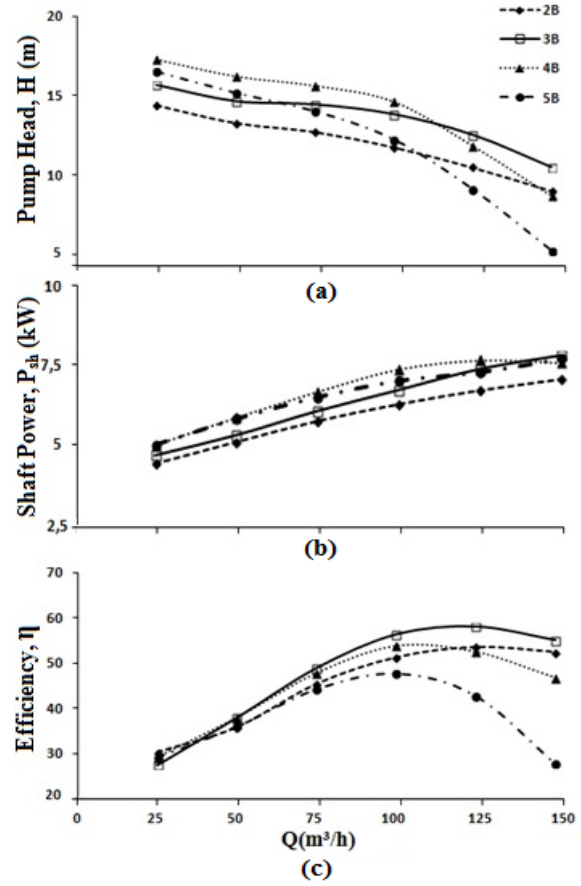 20
15
10
5
Pump Head, H (m)
2B
3B
4B
5B
(a)
10
7,5
5
2,5
Shaft Power, Psh (kW)
(b)
70
60
50
40
30
20
Efficiency, η
0
25
50
75
100
125
150
Q(m³/h)
(c)